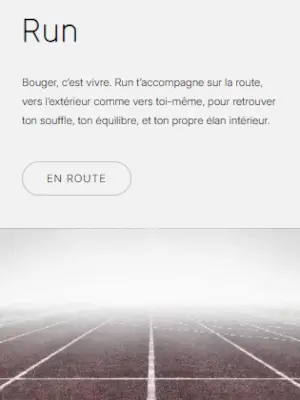 Run
Bouger, c'est vivre. Run t'accompagne sur la route,
vers l'extérieur comme vers toi-même, pour retrouver
ton souffle, ton équilibre, et ton propre élan intérieur.
EN ROUTE